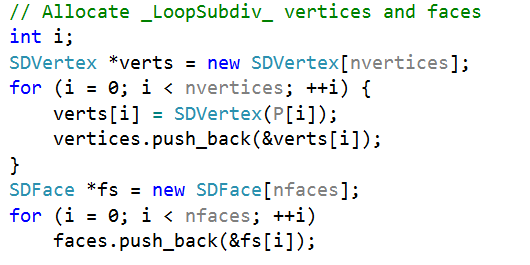 // Allocate _LoopSubdiv_ vertices and faces
int i;
SDVertex *verts = new SDVertex[nvertices];
for (i = 0; i < nvertices; ++i) {
    verts[i] = SDVertex(P[i]);
    vertices.push_back(&verts[i]);
}
SDFace *fs = new SDFace[nfaces];
for (i = 0; i < nfaces; ++i)
    faces.push_back(&fs[i]);